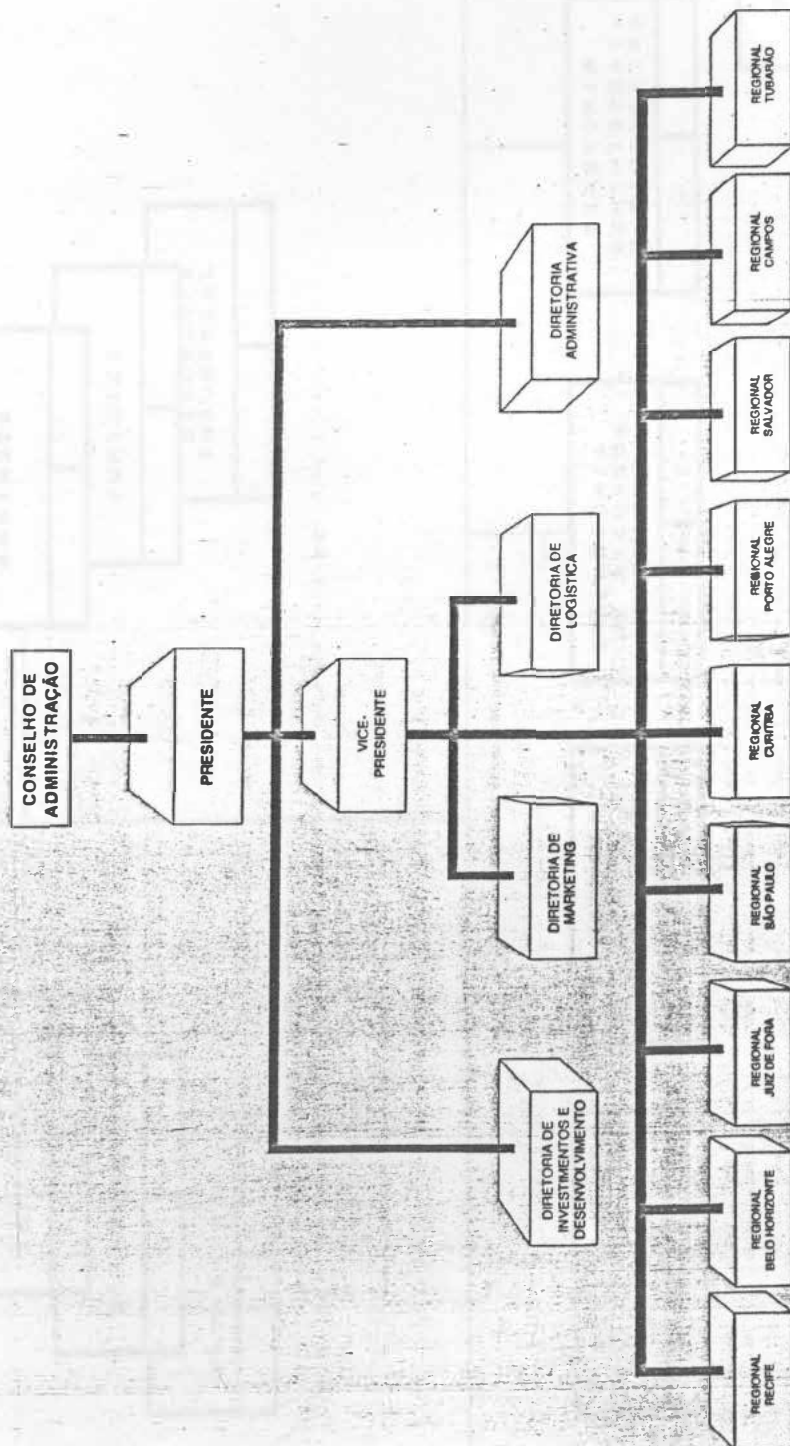 CONSELHO DE
ADMINISTRAÇÃO
PRESIDENTE
VICE-
PRESIDENTE
DIRETORIA DE
INVESTIMENTOS E
DESENVOLVIMENTO
DIRETORIA DE
MARKETING
DIRETORIA DE
LOGÍSTICA
DIRETORIA
ADMINISTRATIVA
REGIONAL
RECIFE
REGIONAL
BELO HORIZONTE
REGIONAL
JUIZ DE FORA
REGIONAL
SÃO PAULO
REGIONAL
CURITIBA
REGIONAL
PORTO ALEGRE
REGIONAL
SALVADOR
REGIONAL
CAMPOS
REGIONAL
TUBARÃO